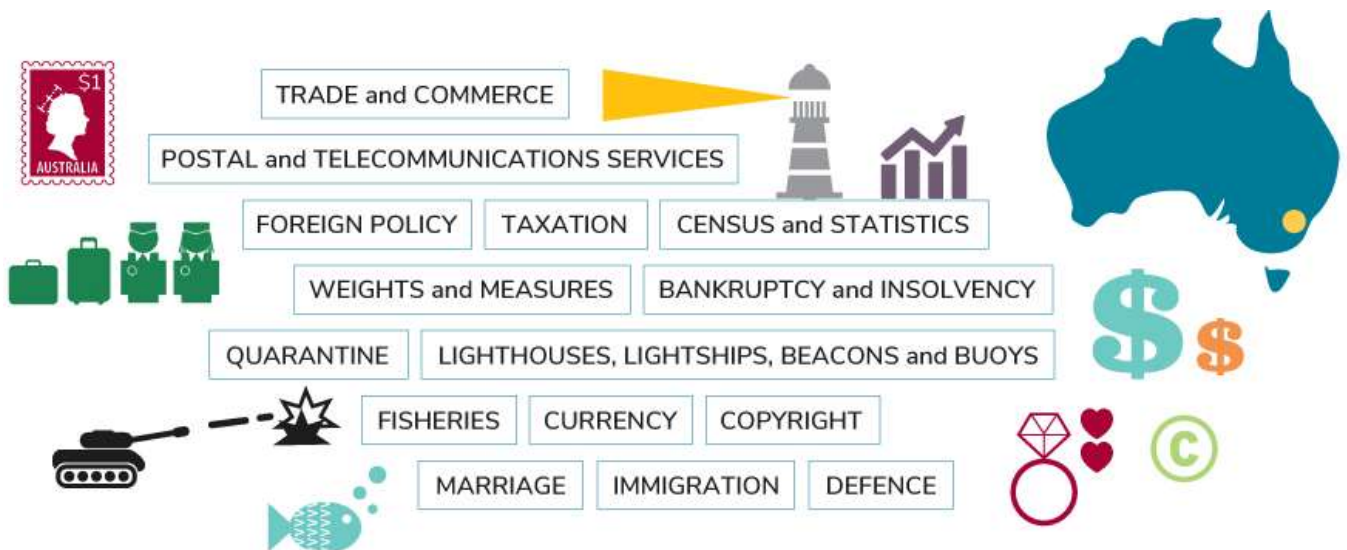 $1
AUSTRALIA
TRADE and COMMERCE
POSTAL and TELECOMMUNICATIONS SERVICES
FOREIGN POLICY
TAXATION
CENSUS and STATISTICS
WEIGHTS and MEASURES
BANKRUPTCY and INSOLVENCY
QUARANTINE
LIGHTHOUSES, LIGHTSHIPS, BEACONS and BUOYS
$
$
FISHERIES
CURRENCY
COPYRIGHT
©
MARRIAGE
IMMIGRATION
DEFENCE